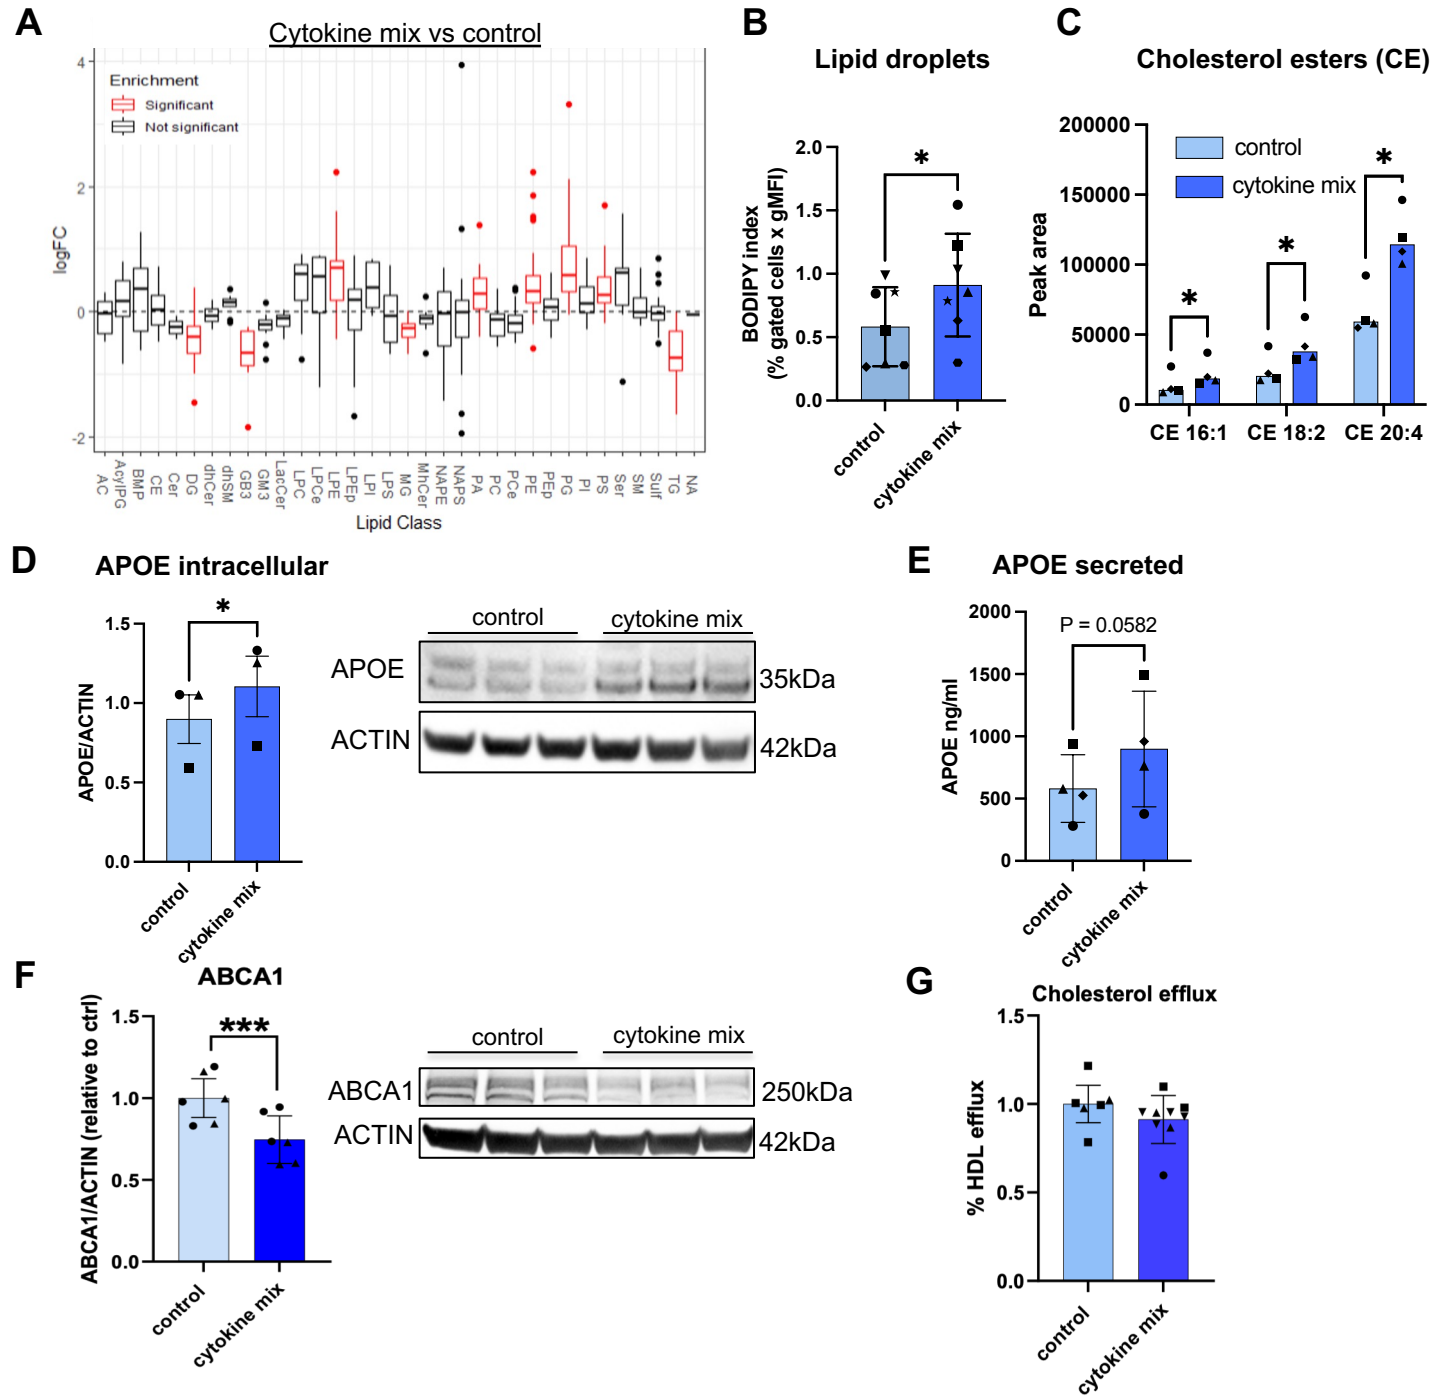 A
Cytokine mix vs control
Enrichment
Significant
Not significant
logFC
4
2
0
-2
AC
AcylPG
BMP
CE
Cer
DG
dhCer
dhSM
GB3
GM3
LacCer
LPC
LPCe
LPE
LPEp
LPI
LPS
MG
MhCer
NAPE
NAPS
PA
PC
PCe
PE
PEp
PG
PI
PS
Ser
SM
Sulf
TG
NA
Lipid Class
B
Lipid droplets
BODIPY index
(% gated cells x gMFI)
2.0
1.5
1.0
0.5
0.0
*
control
cytokine mix
C
Cholesterol esters (CE)
Peak area
200000
150000
100000
50000
0
control
cytokine mix
*
*
*
CE 16:1
CE 18:2
CE 20:4
D
APOE intracellular
APOE/ACTIN
1.5
1.0
0.5
0.0
*
control
cytokine mix
control
cytokine mix
APOE
35kDa
ACTIN
42kDa
E
APOE secreted
APOE ng/ml
2000
1500
1000
500
0
P = 0.0582
control
cytokine mix
F
ABCA1
ABCA1/ACTIN (relative to ctrl)
1.5
1.0
0.5
0.0
***
control
cytokine mix
control
cytokine mix
ABCA1
250kDa
ACTIN
42kDa
G
Cholesterol efflux
% HDL efflux
1.5
1.0
0.5
0.0
control
cytokine mix